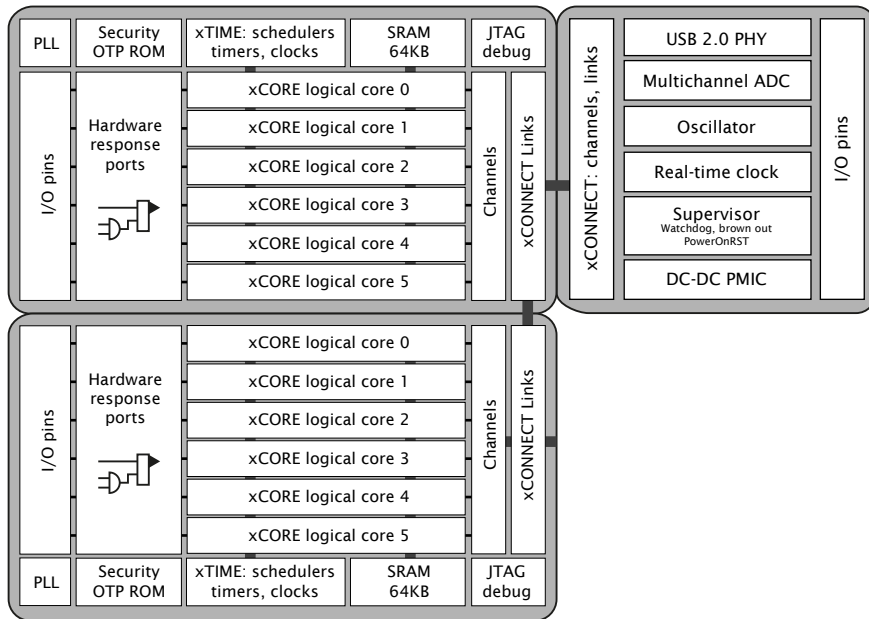 PLL
Security
OTP ROM
xTIME: schedulers
timers, clocks
SRAM
64KB
JTAG
debug
I/O pins
Hardware
response
ports
xCORE logical core 0
xCORE logical core 1
xCORE logical core 2
xCORE logical core 3
xCORE logical core 4
xCORE logical core 5
Channels
xCONNECT Links
xCONNECT: channels, links
USB 2.0 PHY
Multichannel ADC
Oscillator
Real-time clock
Supervisor
Watchdog, brown out
PowerOnRST
DC-DC PMIC
I/O pins
I/O pins
Hardware
response
ports
xCORE logical core 0
xCORE logical core 1
xCORE logical core 2
xCORE logical core 3
xCORE logical core 4
xCORE logical core 5
Channels
xCONNECT Links
PLL
Security
OTP ROM
xTIME: schedulers
timers, clocks
SRAM
64KB
JTAG
debug